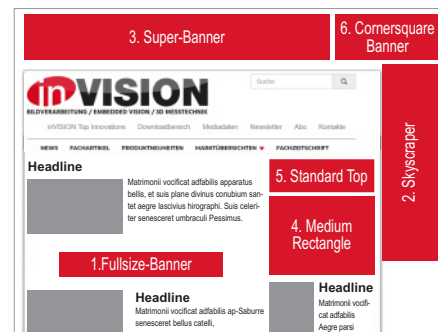 3. Super-Banner
6. Cornersquare
Banner
inVISION
BILDVERARBEITUNG / EMBEDDED VISION / 3D MESSTECHNIK
Suche
inVISION Top Innovations Downloadbereich Mediadaten Newsletter Abo Kontakte
NEWS FACHARTIKEL PRODUKTNEUHEITEN MARKTÜBERSICHTEN FACHZEITSCHRIFT
2. Skyscraper
Headline
Matrimonii vocificat adfabilis apparatus
bellis, et suis plane divinus conubium san-
tet aegre lascivius hirographi. Suis celeri-
ter senesceret umbraculi Pessimus.
5. Standard Top
4. Medium
Rectangle
1.Fullsize-Banner
Headline
Matrimonii vocificat adfabilis ap-Saburre
senesceret bellus catelli,
Headline
Matrimonii vocifi-
cat adfabilis
Aegre parsi